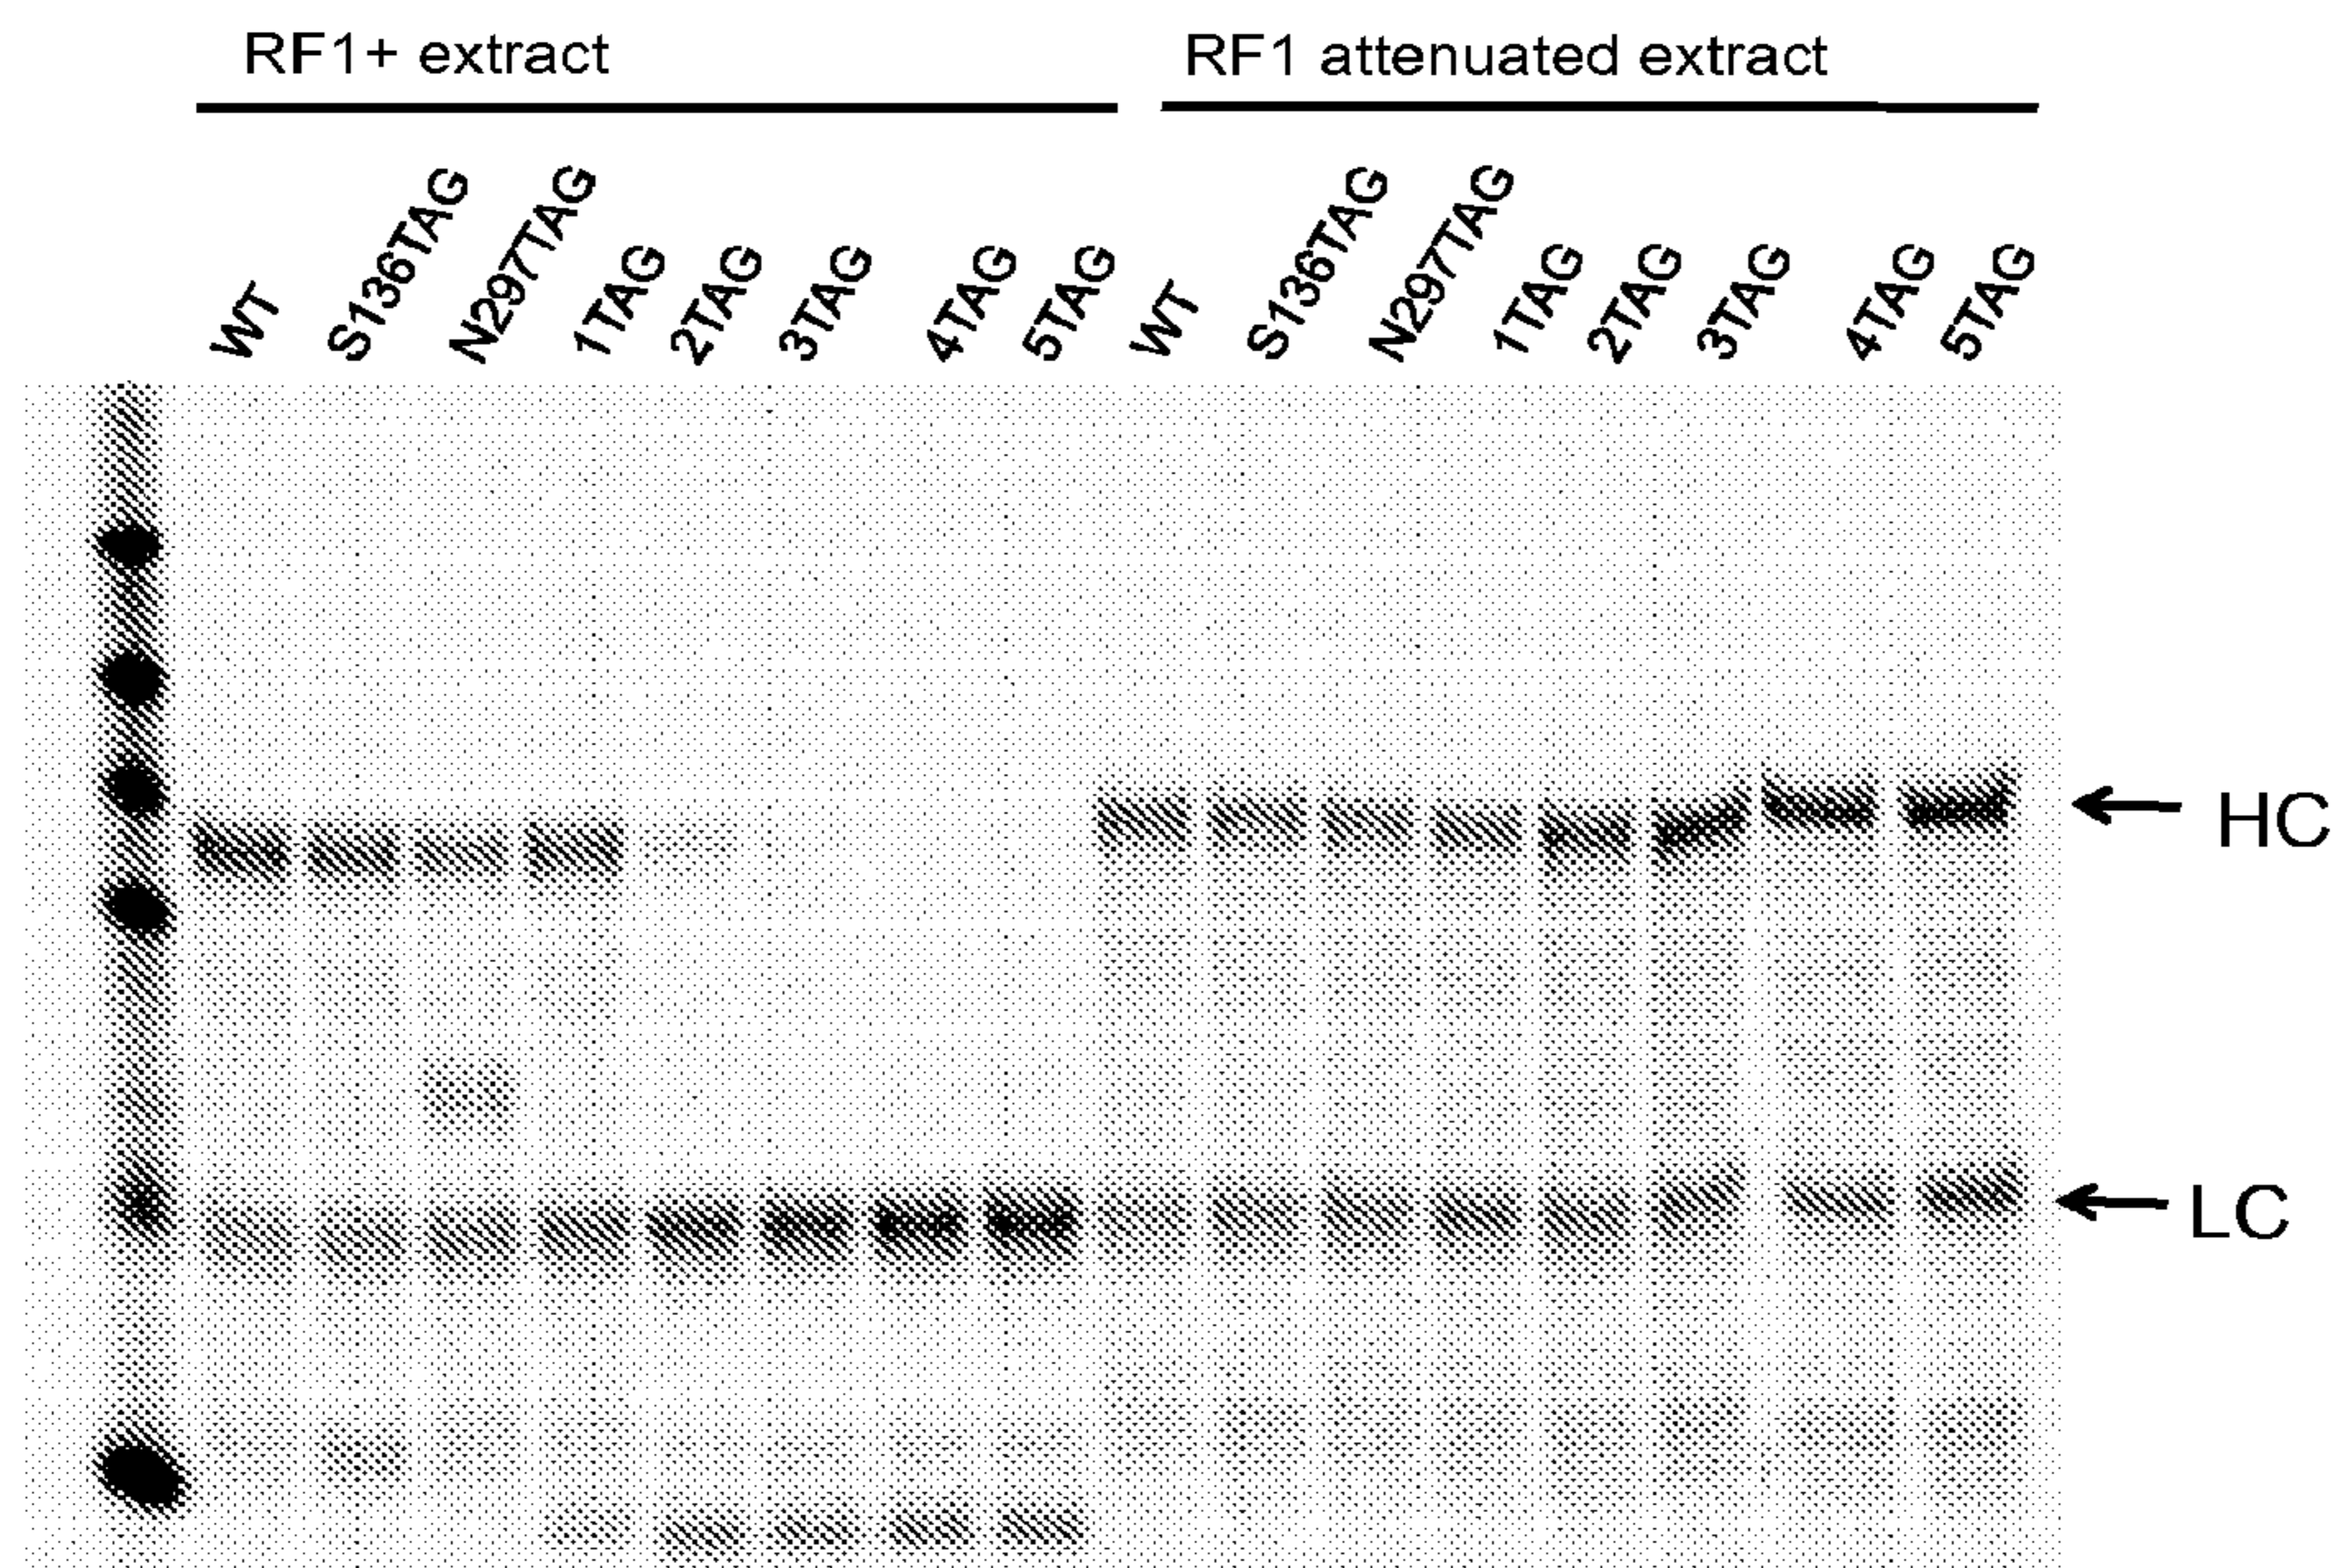 RF1+ extract RF1 attenuated extract
WT S136TAG N297TAG 1TAG 2TAG 3TAG 4TAG 5TAG WT S136TAG N297TAG 1TAG 2TAG 3TAG 4TAG 5TAG
HC
LC